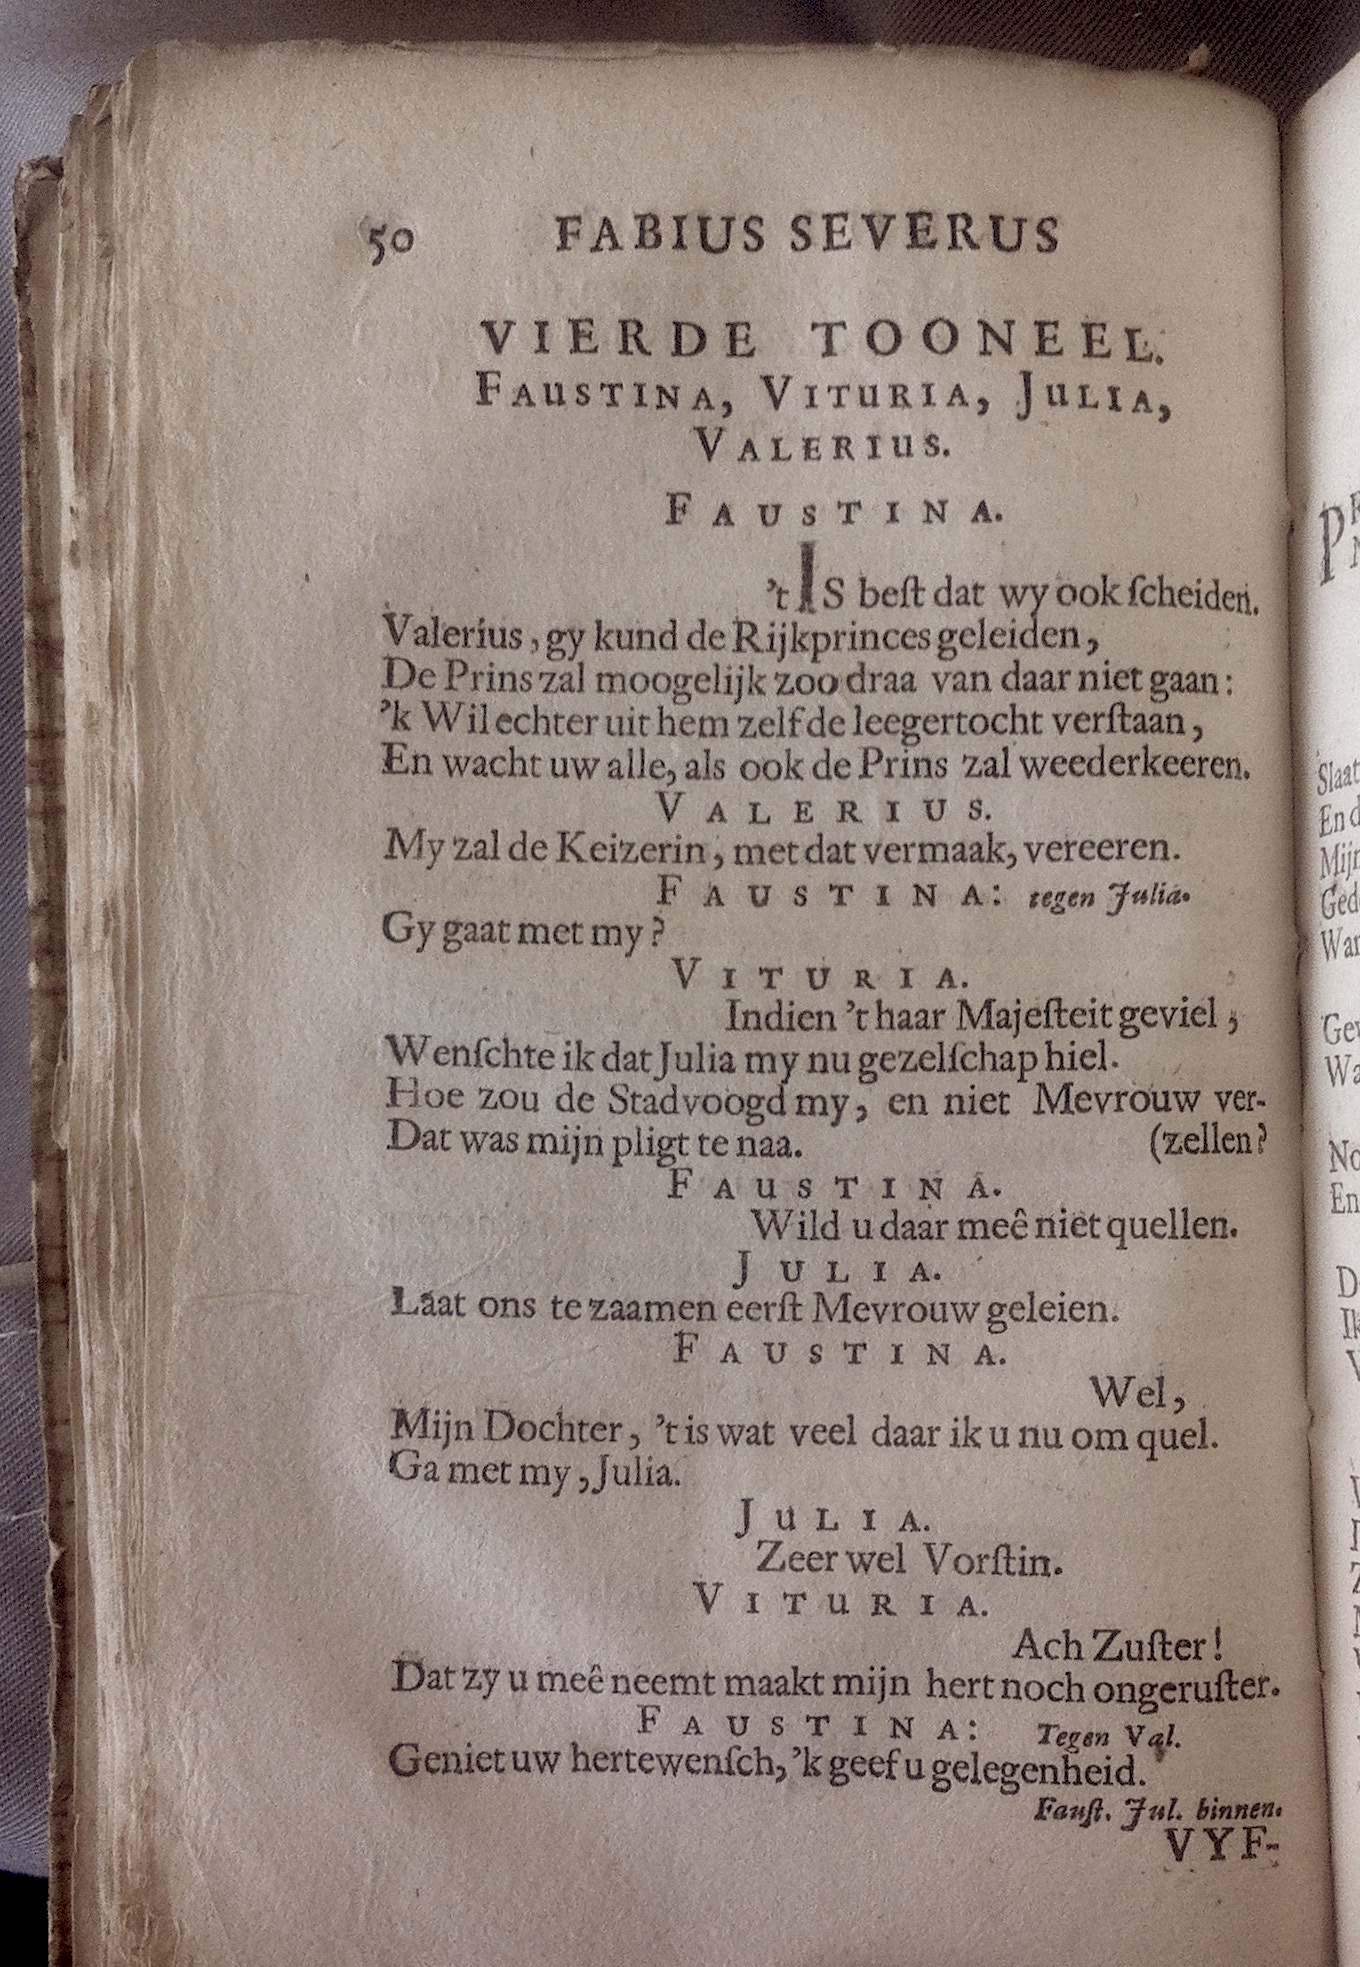 50 FABIUS SEVERUS
VIERDE TOONEEL.
FAUSTINA, VITURIA, JULIA,
VALERIUS.
FAUSTINA.
’t IS beſt dat wy ook ſcheiden.
Valerius, gy kund de Rijkprinces geleiden,
De Prins zal moogelijk zoo draa van daar niet gaan:
’k Wil echter uit hem zelf de leegertocht verſtaan,
En wacht uw alle, als ook de Prins zal weederkeeren.
VALERIUS.
My zal de Keizerin, met dat vermaak, vereeren.
FAUSTINA: tegen Julia.
Gy gaat met my?
VITURIA.
Indien ’t haar Majeſteit geviel,
Wenſchte ik dat Julia my nu gezelſchap hiel.
Hoe zou de Stadvoogd my, en niet Mevrouw ver-
Dat was mijn pligt te naa. (zellen?
FAUSTINA.
Wild u daar meê niet quellen.
JULIA.
Laat ons te zaamen eerſt Mevrouw geleien.
FAUSTINA.
Wel,
Mijn Dochter, ’t is wat veel daar ik u nu om quel.
Ga met my, Julia.
JULIA.
Zeer wel Vorſtin.
VITURIA.
Ach Zuſter!
Dat zy u meê neemt maakt mijn hert noch ongeruſter.
FAUSTINA: Tegen Val.
Geniet uw hertewenſch, ’k geef u gelegenheid.
Fauſt. Jul. binnen.
VYF-